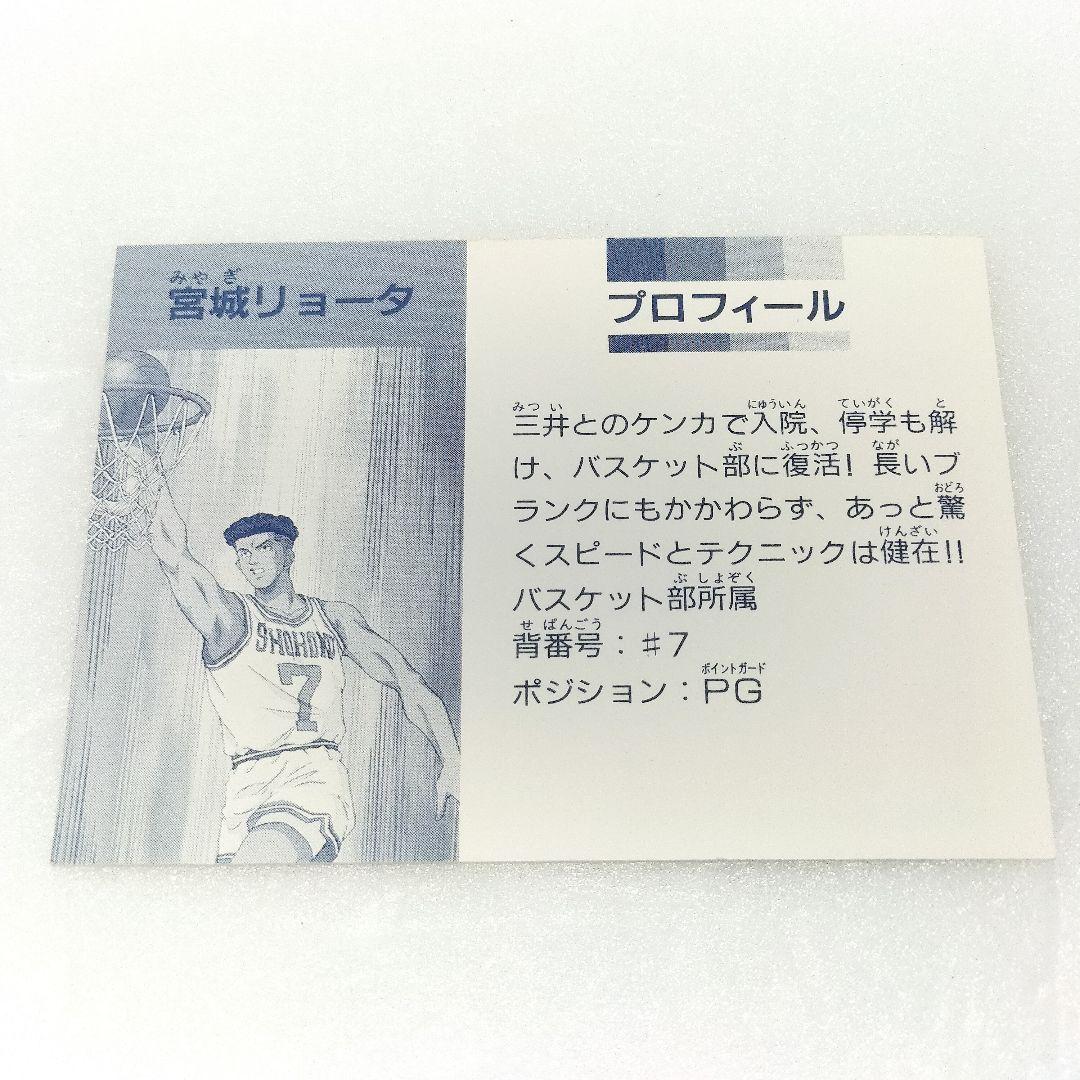 みやぎ
宮城リョータ
SHOHOKU
7
プロフィール
みつい にゅういん ていがく と
三井とのケンカで入院、停学も解
ぶ ふっかつ なが
け、バスケット部に復活! 長いブ
おどろ
ランクにもかかわらず、あっと驚
けんざい
くスピードとテクニックは健在!!
ぶ しょぞく
バスケット部所属
せ ばんごう
背番号:#7
ポイントガード
ポジション:PG